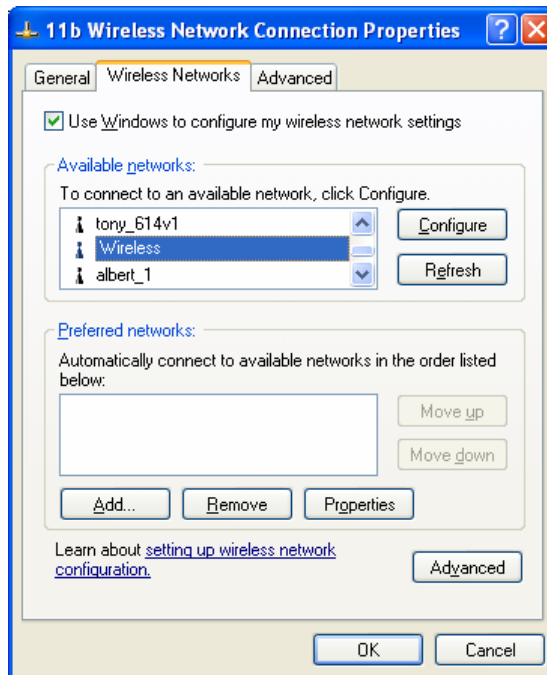 11b Wireless Network Connection Properties
General Wireless Networks Advanced
Use Windows to configure my wireless network settings
Available networks:
To connect to an available network, click Configure.
tony_614v1
Wireless
albert_1
Configure
Refresh
Preferred networks:
Automatically connect to available networks in the order listed
below:
Move up
Move down
Add... Remove Properties
Learn about setting up wireless network
configuration.
Advanced
OK Cancel